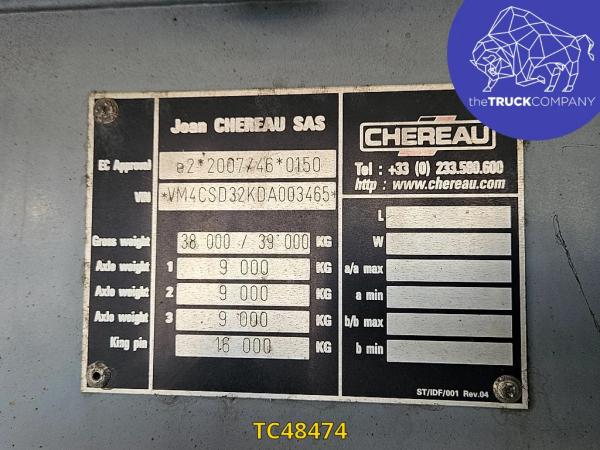 theTRUCKCOMPANY
Jean CHEREAU SAS
EC Approval e2*2007/46*0150
VIN *VM4CSD32KDA003465*
Gross weight 38 000 / 39 000 KG
Axle weight 1 9 000 KG
Axle weight 2 9 000 KG
Axle weight 3 9 000 KG
King pin 16 000 KG
CHEREAU
Tel : +33 (0) 233.580.600
http : www.chereau.com
L
W
a/a max
a min
b/b max
b min
ST/IDF/001 Rev.04
TC48474